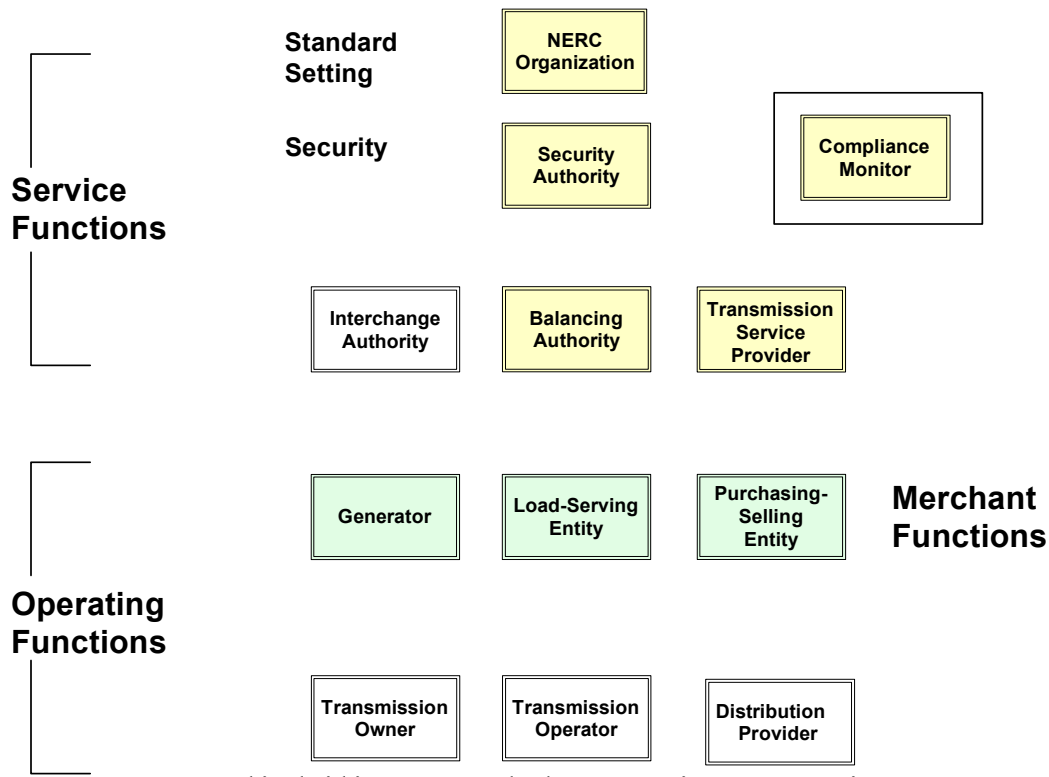 Standard
Setting
NERC
Organization
Security
Security
Authority
Compliance
Monitor
Service
Functions
Interchange
Authority
Balancing
Authority
Transmission
Service
Provider
Generator
Load-Serving
Entity
Purchasing-
Selling
Entity
Merchant
Functions
Operating
Functions
Transmission
Owner
Transmission
Operator
Distribution
Provider